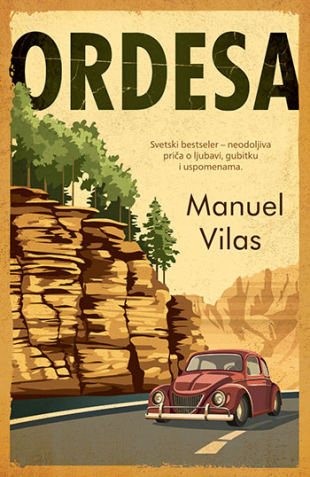 ORDESA
Svetski bestseler – neodoljiva
priča o ljubavi, gubitku
i uspomenama.
Manuel
Vilas